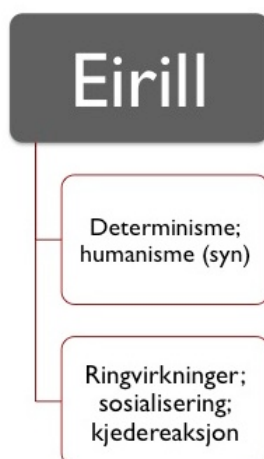 Eirill
Determinisme;
humanisme (syn)
Ringvirkninger;
sosialisering;
kjedereaksjon